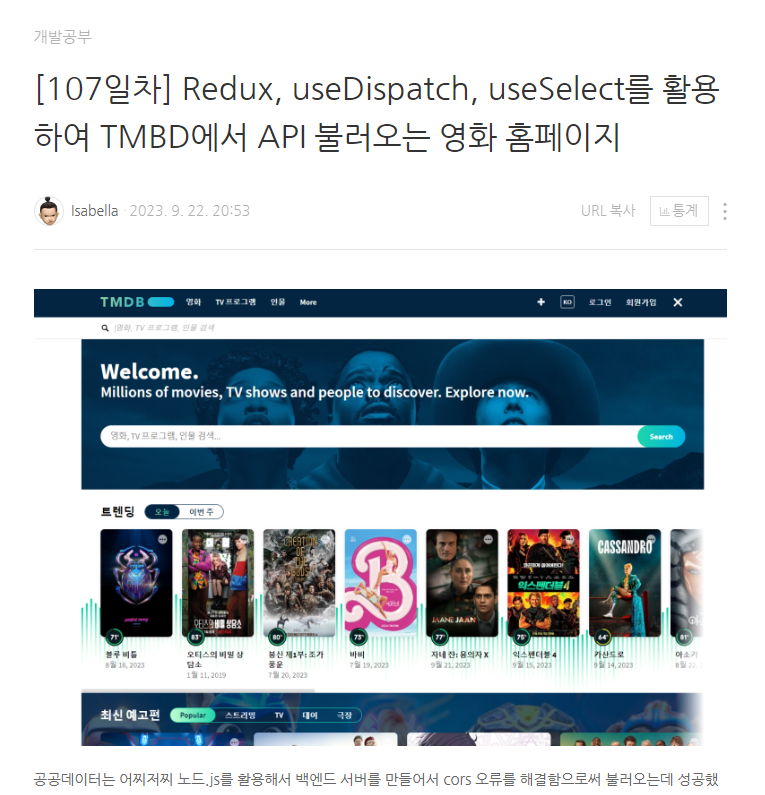 개발공부
[107일차] Redux, useDispatch, useSelect를 활용
하여 TMBD에서 API 불러오는 영화 홈페이지
Isabella · 2023. 9. 22. 20:53
URL 복사 통계
TMDB 영화 TV 프로그램 인물 More + KO 로그인 회원가입
영화, TV 프로그램, 인물 검색
Welcome.
Millions of movies, TV shows and people to discover. Explore now.
영화, TV 프로그램, 인물 검색... Search
트렌딩 오늘 이번 주
CREATION OF THE GODS
B
JAANE JAAN
익스펜더블4
CASSANDRO
71 83 80 73 77 75 64 81
블루 비틀
8월 16, 2023
오티스의 비밀 상
담소
1월 11, 2019
봉신 제1부: 조가
풍운
7월 20, 2023
바비
7월 19, 2023
자네 잔: 용의자 X
9월 21, 2023
익스펜더블 4
9월 15, 2023
카산드로
9월 14, 2023
아소카
8월 22,
최신 예고편 Popular 스트리밍 TV 대여 극장
공공데이터는 어찌저찌 노드.js를 활용해서 백엔드 서버를 만들어서 cors 오류를 해결함으로써 불러오는데 성공했